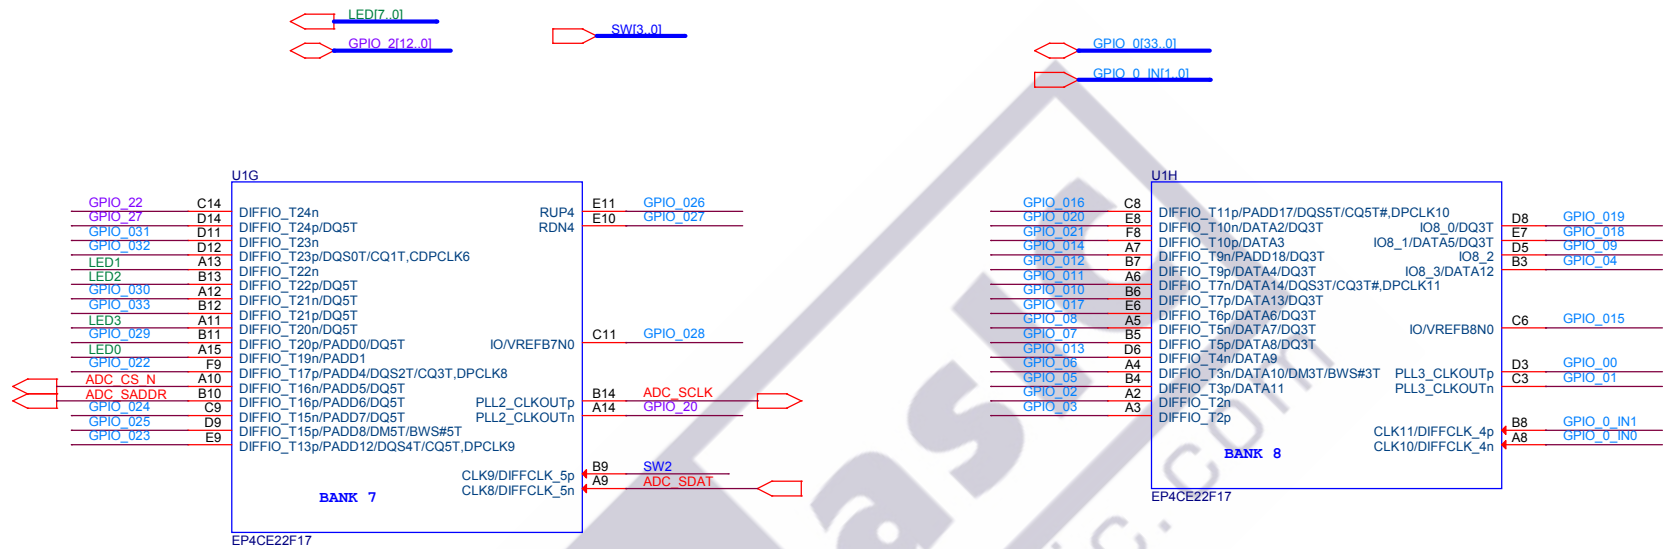 LED[7..0]
GPIO_2[12..0]
SW[3..0]
GPIO_0[33..0]
GPIO_0_IN[1..0]
U1G
GPIO_22 C14 DIFFIO_T24n
GPIO_27 D14 DIFFIO_T24p/DQ5T
GPIO_031 D11 DIFFIO_T23n
GPIO_032 D12 DIFFIO_T23p/DQS0T/CQ1T,CDPCLK6
LED1 A13 DIFFIO_T22n
LED2 B13 DIFFIO_T22p/DQ5T
GPIO_030 A12 DIFFIO_T21n/DQ5T
GPIO_033 B12 DIFFIO_T21p/DQ5T
LED3 A11 DIFFIO_T20n/DQ5T
GPIO_029 B11 DIFFIO_T20p/PADD0/DQ5T
LED0 A15 DIFFIO_T19n/PADD1
GPIO_022 F9 DIFFIO_T17p/PADD4/DQS2T/CQ3T,DPCLK8
ADC_CS_N A10 DIFFIO_T16n/PADD5/DQ5T
ADC_SADDR B10 DIFFIO_T16p/PADD6/DQ5T
GPIO_024 C9 DIFFIO_T15n/PADD7/DQ5T
GPIO_025 D9 DIFFIO_T15p/PADD8/DM5T/BWS#5T
GPIO_023 E9 DIFFIO_T13p/PADD12/DQS4T/CQ5T,DPCLK9
RUP4 E11 GPIO_026
RDN4 E10 GPIO_027
IO/VREFB7N0 C11 GPIO_028
PLL2_CLKOUTp B14 ADC_SCLK
PLL2_CLKOUTn A14 GPIO_20
CLK9/DIFFCLK_5p B9 SW2
CLK8/DIFFCLK_5n A9 ADC_SDAT
BANK 7
EP4CE22F17
U1H
GPIO_016 C8 DIFFIO_T11p/PADD17/DQS5T/CQ5T#,DPCLK10
GPIO_020 E8 DIFFIO_T10n/DATA2/DQ3T
GPIO_021 F8 DIFFIO_T10p/DATA3
GPIO_014 A7 DIFFIO_T9n/PADD18/DQ3T
GPIO_012 B7 DIFFIO_T9p/DATA4/DQ3T
GPIO_011 A6 DIFFIO_T7n/DATA14/DQS3T/CQ3T#,DPCLK11
GPIO_010 B6 DIFFIO_T7p/DATA13/DQ3T
GPIO_017 E6 DIFFIO_T6p/DATA6/DQ3T
GPIO_08 A5 DIFFIO_T5n/DATA7/DQ3T
GPIO_07 B5 DIFFIO_T5p/DATA8/DQ3T
GPIO_013 D6 DIFFIO_T4n/DATA9
GPIO_06 A4 DIFFIO_T3n/DATA10/DM3T/BWS#3T
GPIO_05 B4 DIFFIO_T3p/DATA11
GPIO_02 A2 DIFFIO_T2n
GPIO_03 A3 DIFFIO_T2p
IO8_0/DQ3T D8 GPIO_019
IO8_1/DATA5/DQ3T E7 GPIO_018
IO8_2 D5 GPIO_09
IO8_3/DATA12 B3 GPIO_04
IO/VREFB8N0 C6 GPIO_015
PLL3_CLKOUTp D3 GPIO_00
PLL3_CLKOUTn C3 GPIO_01
CLK11/DIFFCLK_4p B8 GPIO_0_IN1
CLK10/DIFFCLK_4n A8 GPIO_0_IN0
BANK 8
EP4CE22F17
asic
ic.com